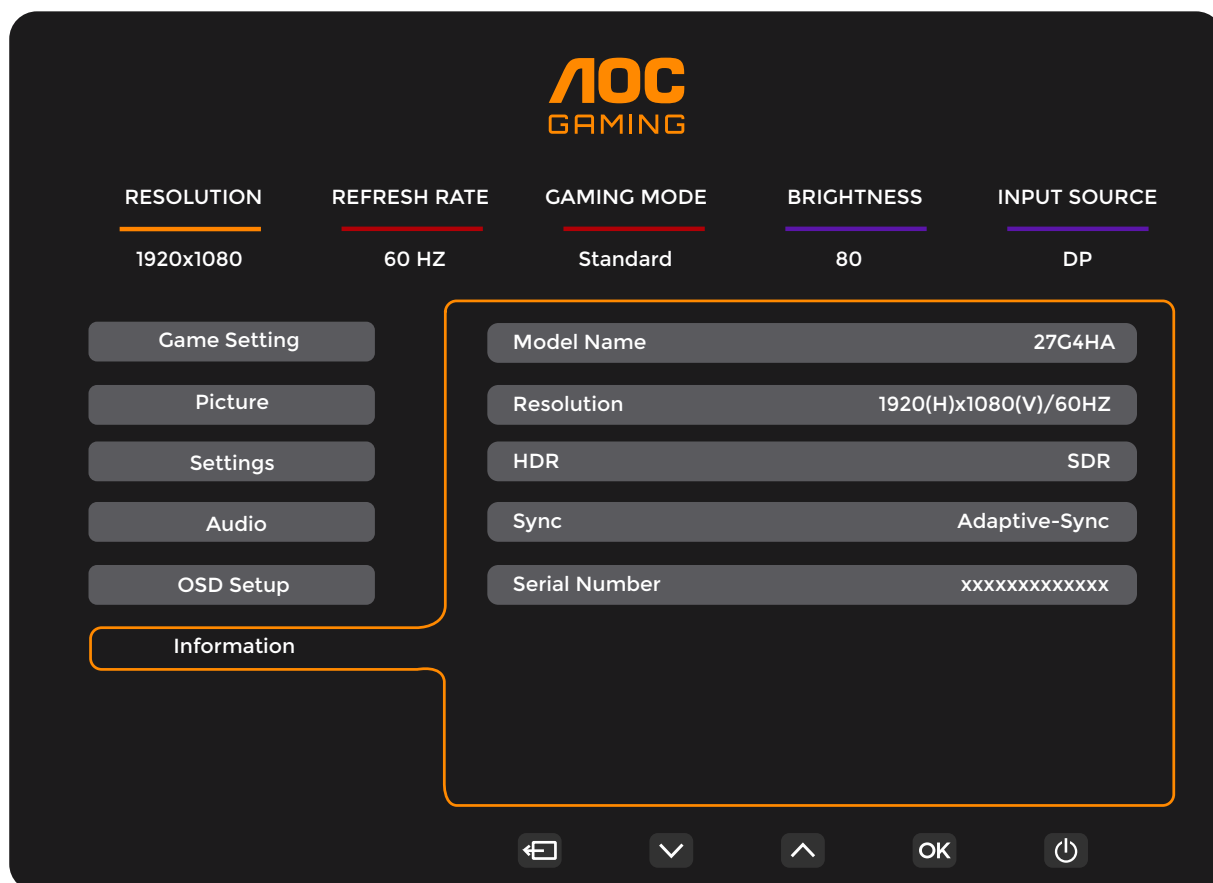 AOC
GAMING
RESOLUTION REFRESH RATE GAMING MODE BRIGHTNESS INPUT SOURCE
1920x1080 60 HZ Standard 80 DP
Game Setting Model Name 27G4HA
Picture Resolution 1920(H)x1080(V)/60HZ
Settings HDR SDR
Audio Sync Adaptive-Sync
OSD Setup Serial Number xxxxxxxxxxxxx
Information
OK